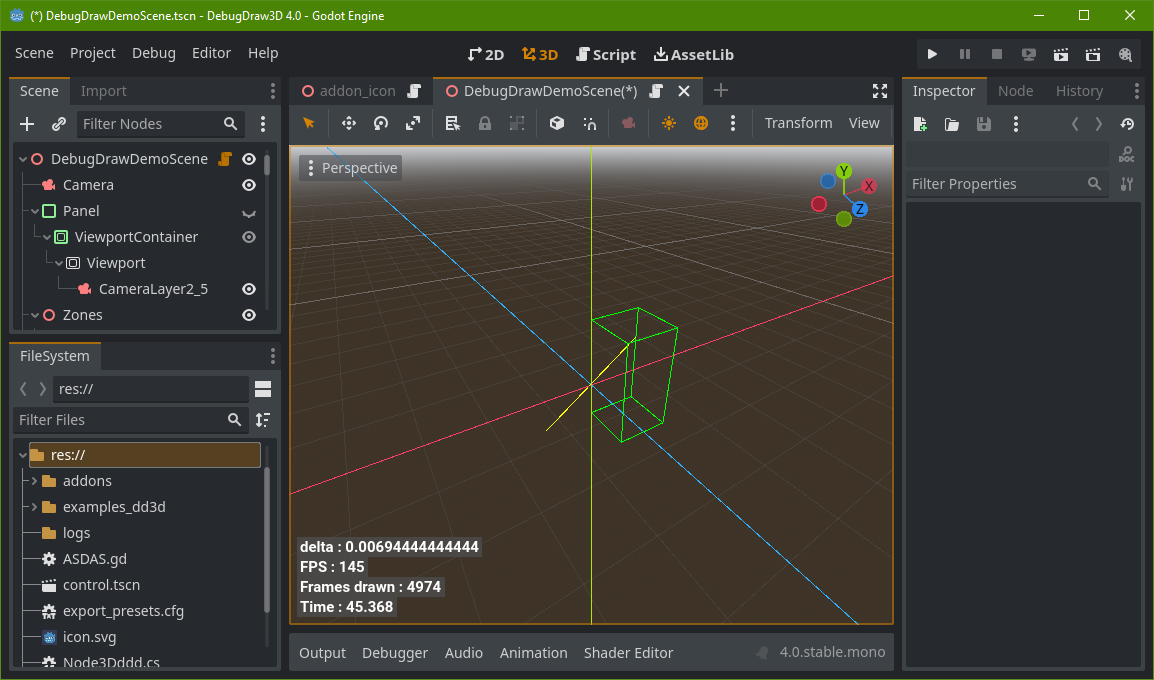 (*) DebugDrawDemoScene.tscn - DebugDraw3D 4.0 - Godot Engine
Scene Project Debug Editor Help
2D 3D Script AssetLib
Scene Import
Filter Nodes
DebugDrawDemoScene
Camera
Panel
ViewportContainer
Viewport
CameraLayer2_5
Zones
FileSystem
res://
Filter Files
res://
addons
examples_dd3d
logs
ASDAS.gd
control.tscn
export_presets.cfg
icon.svg
Node3Dddd.cs
addon_icon DebugDrawDemoScene(*)
Transform View
Perspective
Y
X
Z
delta : 0.00694444444444
FPS : 145
Frames drawn : 4974
Time : 45.368
Output Debugger Audio Animation Shader Editor 4.0.stable.mono
Inspector Node History
DOC
Filter Properties